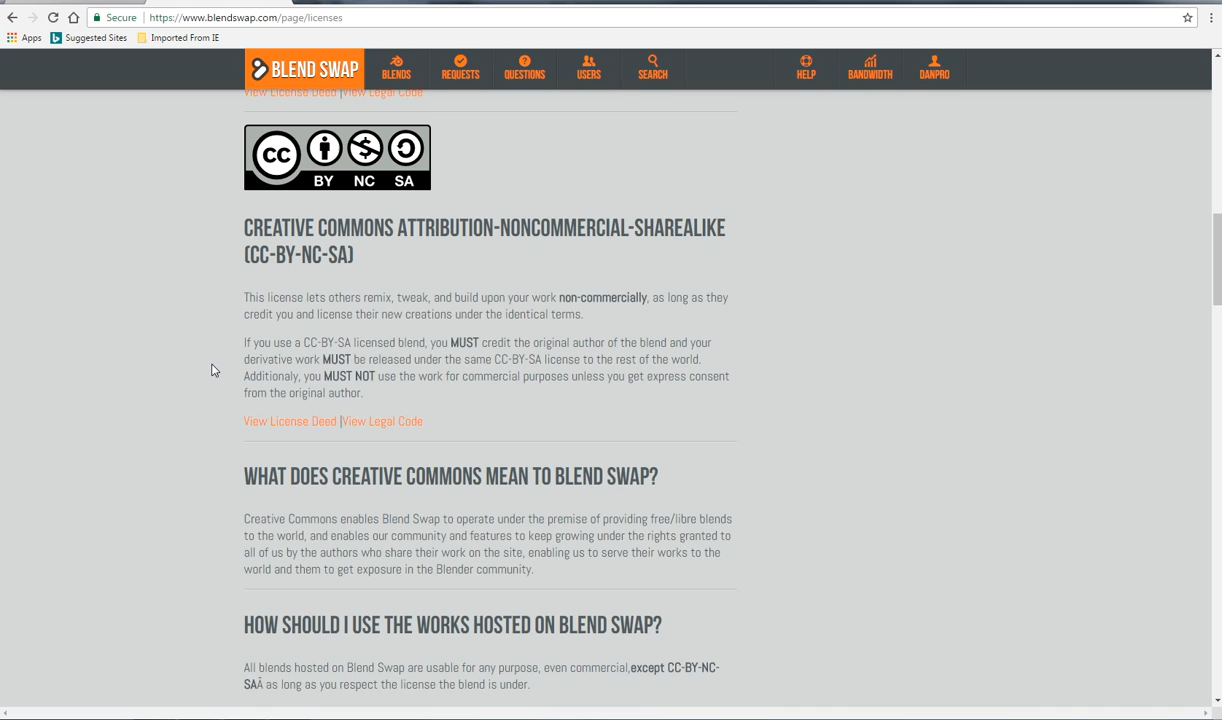 Secure https://www.blendswap.com/page/licenses
Apps Suggested Sites Imported From IE
BLEND SWAP BLENDS REQUESTS QUESTIONS USERS SEARCH HELP BANDWIDTH DANPRO
View License Deed |View Legal Code
CC BY NC SA
CREATIVE COMMONS ATTRIBUTION-NONCOMMERCIAL-SHAREALIKE
(CC-BY-NC-SA)
This license lets others remix, tweak, and build upon your work non-commercially, as long as they
credit you and license their new creations under the identical terms.
If you use a CC-BY-SA licensed blend, you MUST credit the original author of the blend and your
derivative work MUST be released under the same CC-BY-SA license to the rest of the world.
Additionaly, you MUST NOT use the work for commercial purposes unless you get express consent
from the original author.
View License Deed |View Legal Code
WHAT DOES CREATIVE COMMONS MEAN TO BLEND SWAP?
Creative Commons enables Blend Swap to operate under the premise of providing free/libre blends
to the world, and enables our community and features to keep growing under the rights granted to
all of us by the authors who share their work on the site, enabling us to serve their works to the
world and them to get exposure in the Blender community.
HOW SHOULD I USE THE WORKS HOSTED ON BLEND SWAP?
All blends hosted on Blend Swap are usable for any purpose, even commercial,except CC-BY-NC-
SAÂ as long as you respect the license the blend is under.